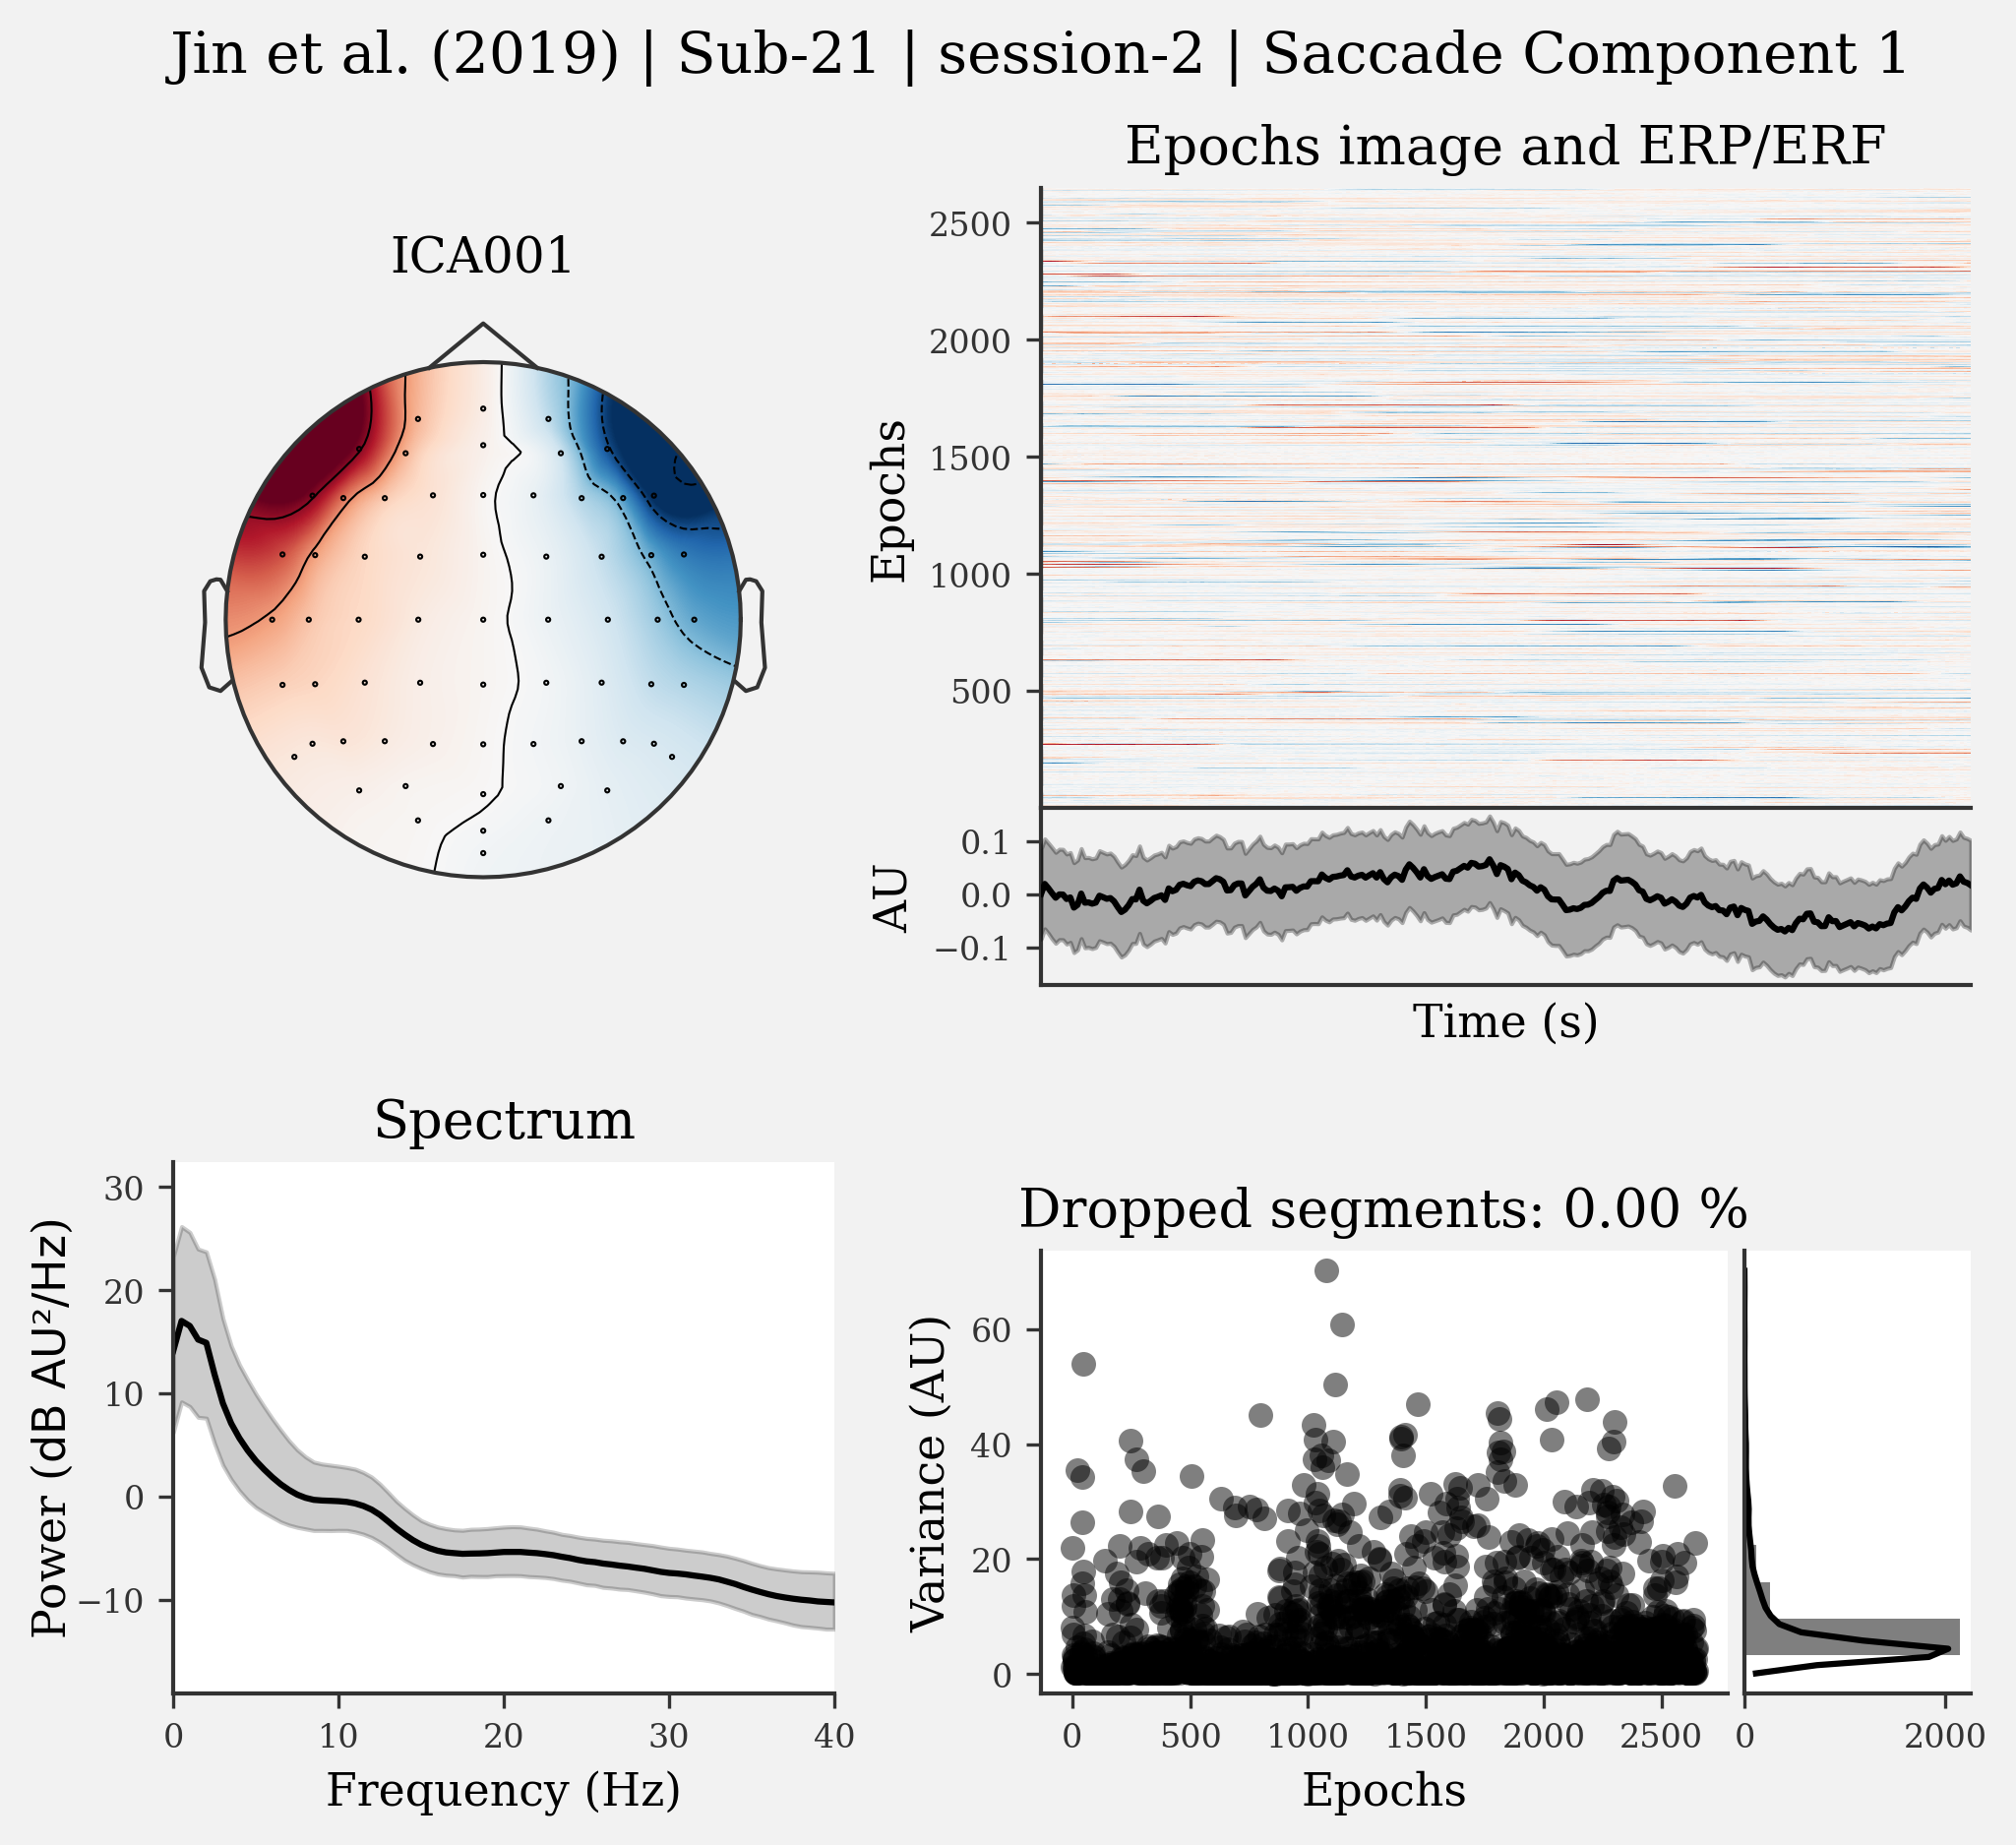 Jin et al. (2019) | Sub-21 | session-2 | Saccade Component 1
ICA001
Epochs image and ERP/ERF
Epochs
2500
2000
1500
1000
500
AU
0.1
0.0
−0.1
Time (s)
Spectrum
Power (dB AU²/Hz)
30
20
10
0
−10
0 10 20 30 40
Frequency (Hz)
Dropped segments: 0.00 %
Variance (AU)
60
40
20
0
0 500 1000 1500 2000 2500
0 2000
Epochs